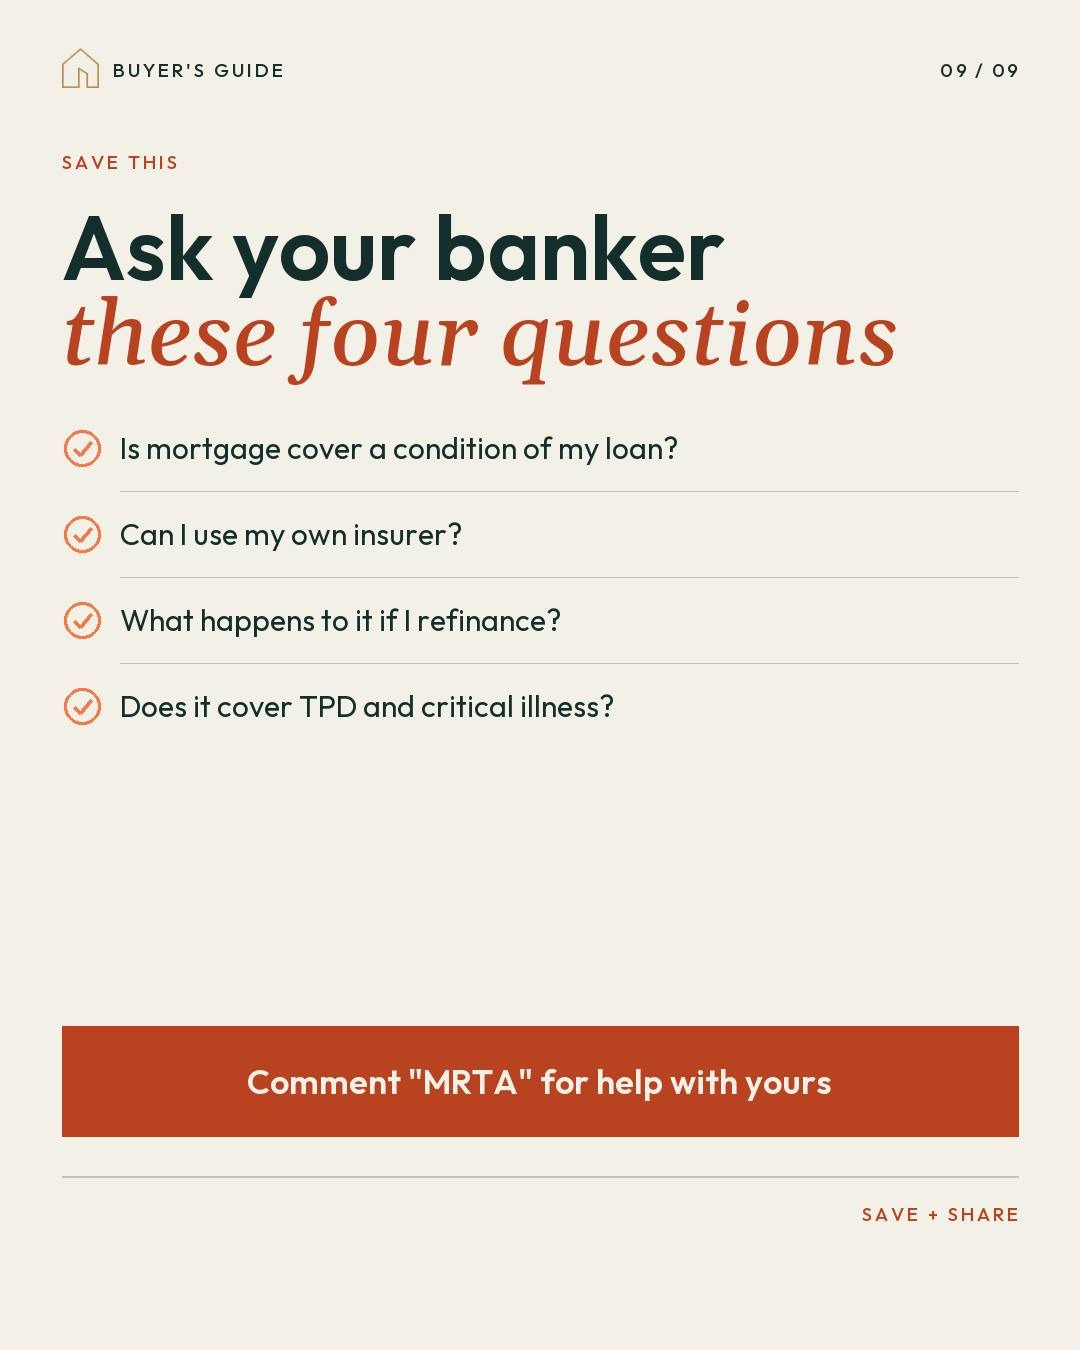 BUYER'S GUIDE
09 / 09
SAVE THIS
Ask your banker
these four questions
Is mortgage cover a condition of my loan?
Can I use my own insurer?
What happens to it if I refinance?
Does it cover TPD and critical illness?
Comment "MRTA" for help with yours
SAVE + SHARE